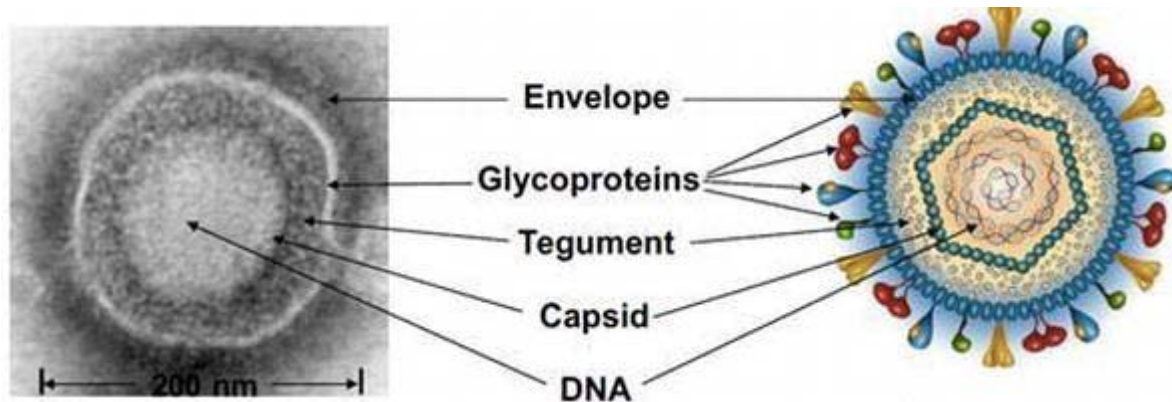 Envelope
Glycoproteins
Tegument
Capsid
DNA
200 nm